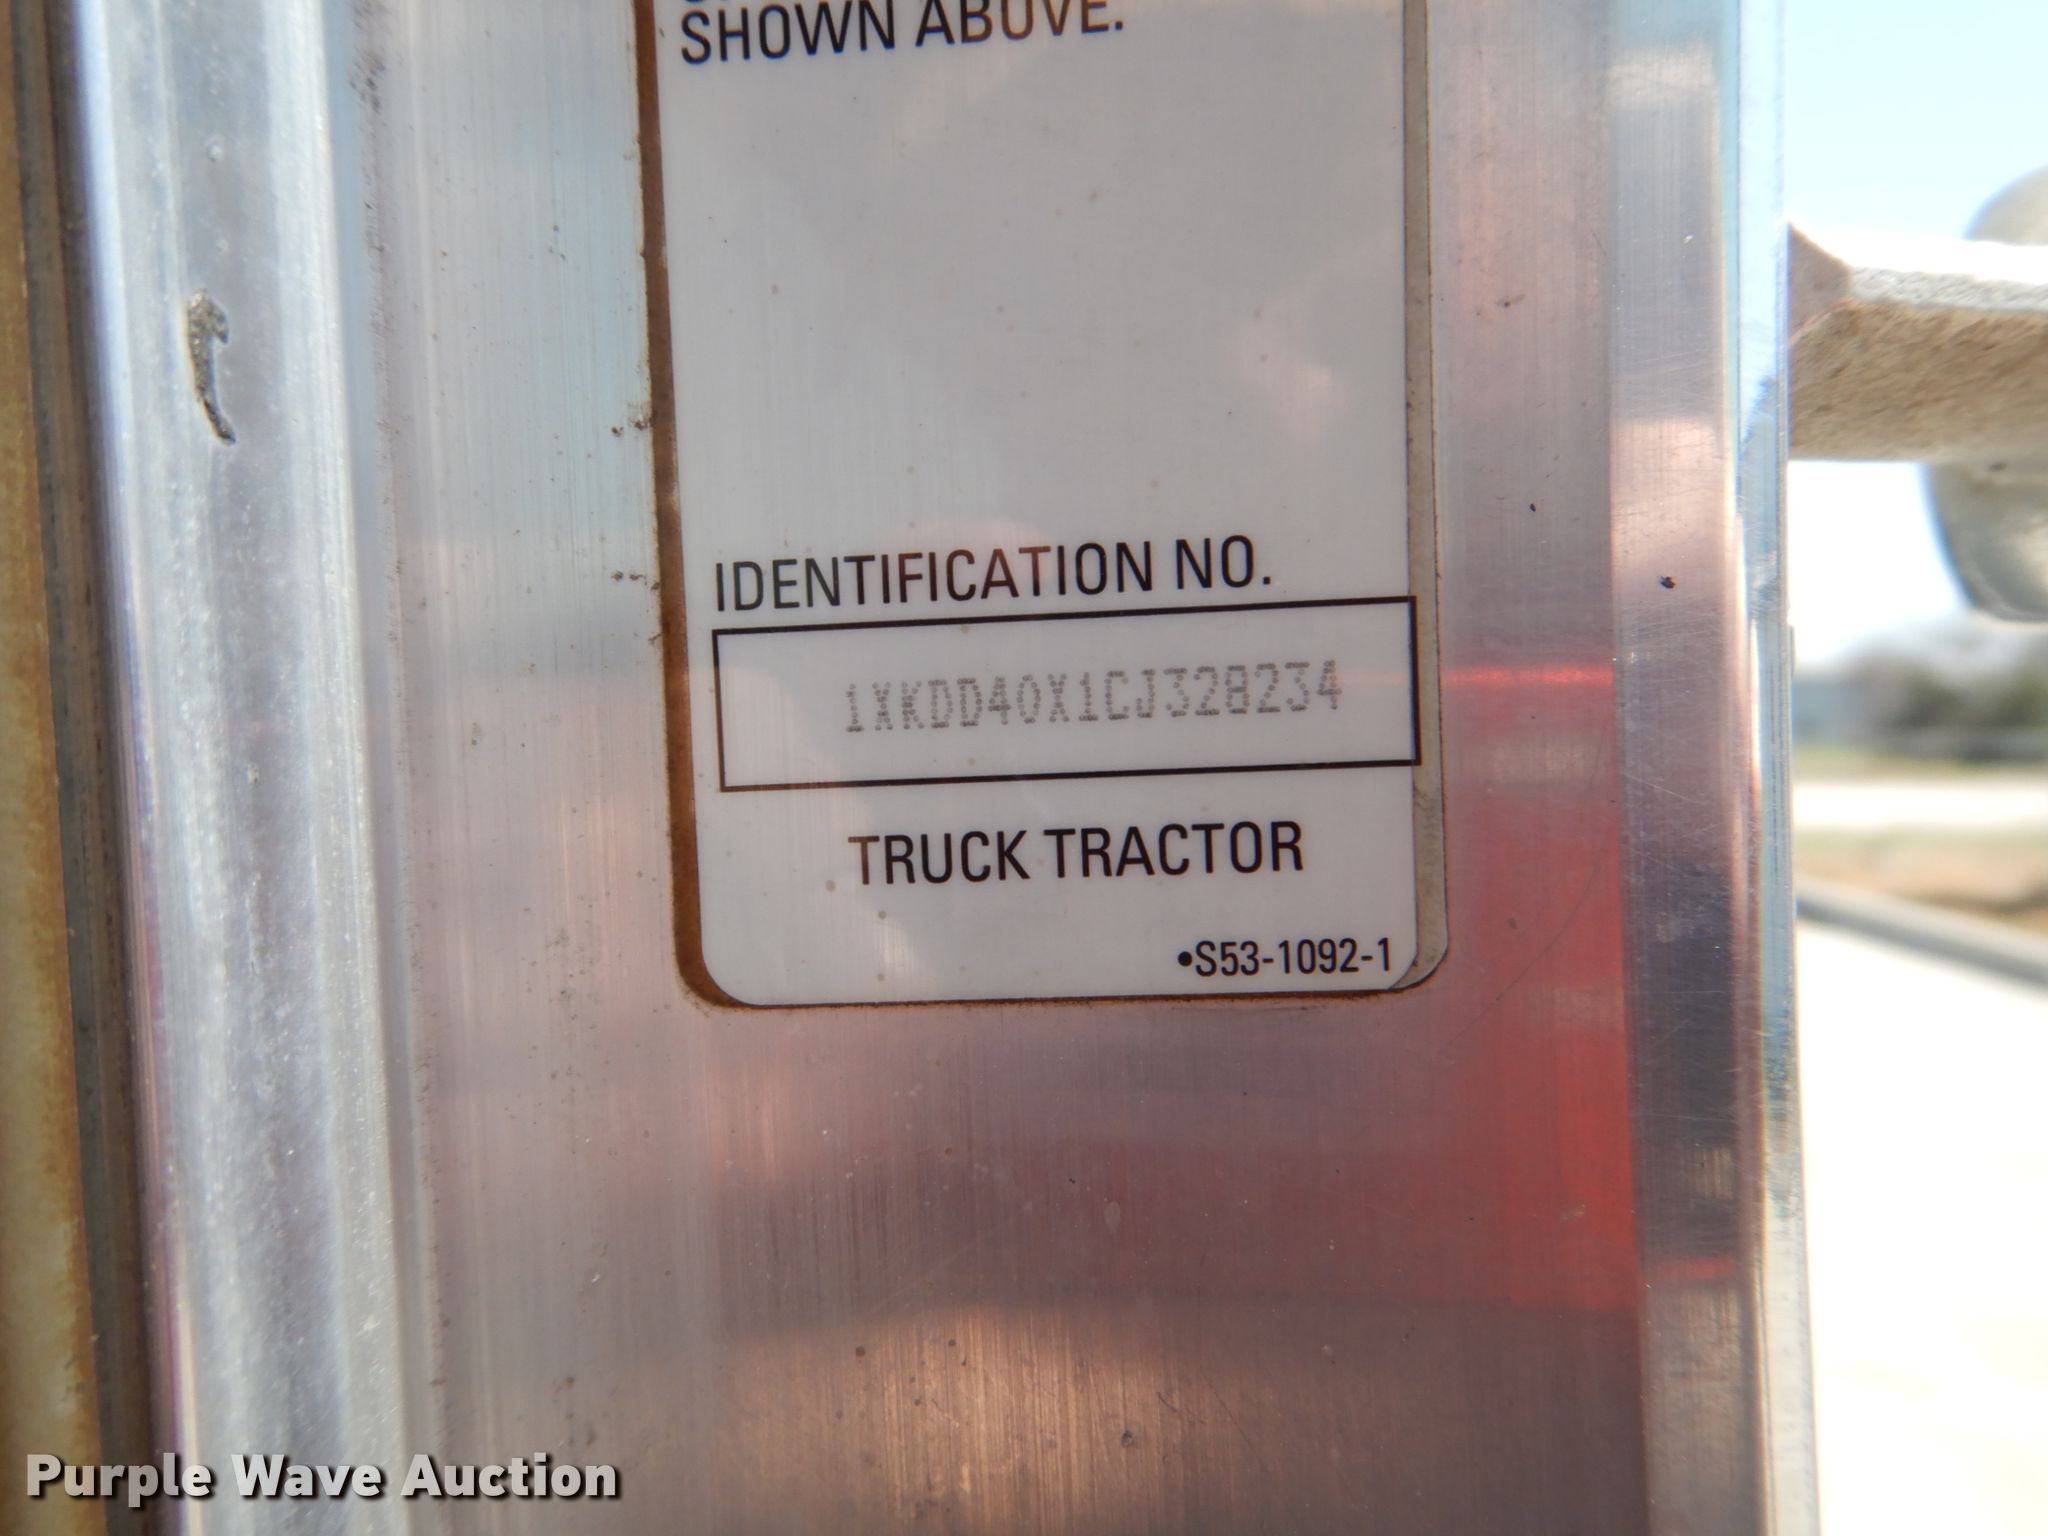 SHOWN ABOVE.
IDENTIFICATION NO.
1XKDD40X1CJ328234
TRUCK TRACTOR
•S53-1092-1
Purple Wave Auction